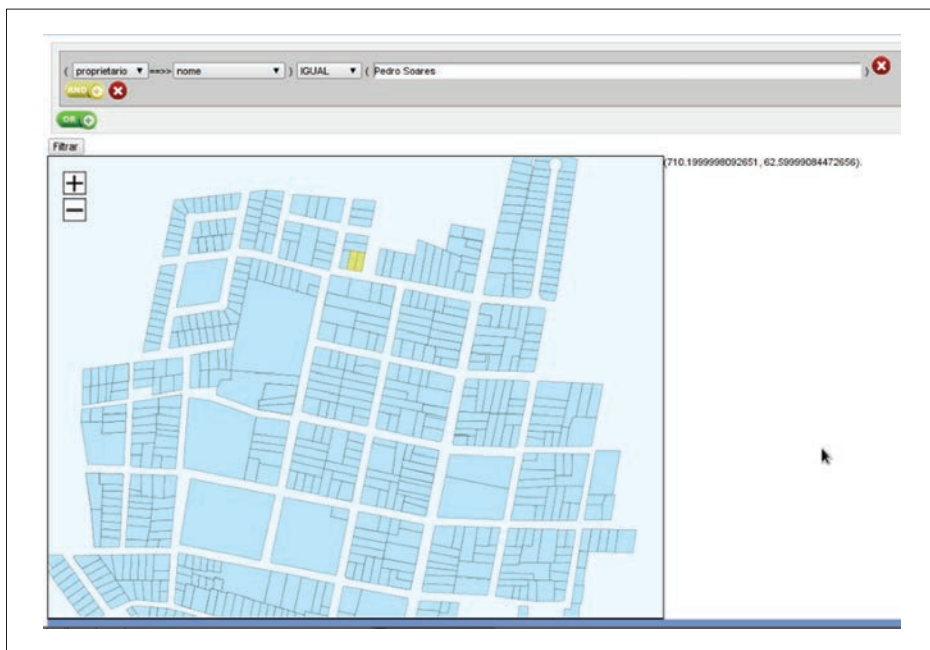 ( proprietario ▼ ==>> nome ▼ ) IGUAL ▼ ( Pedro Soares )
AND
OR
Filtrar
(710.1999998092651, 62.59999084472656).
+
−